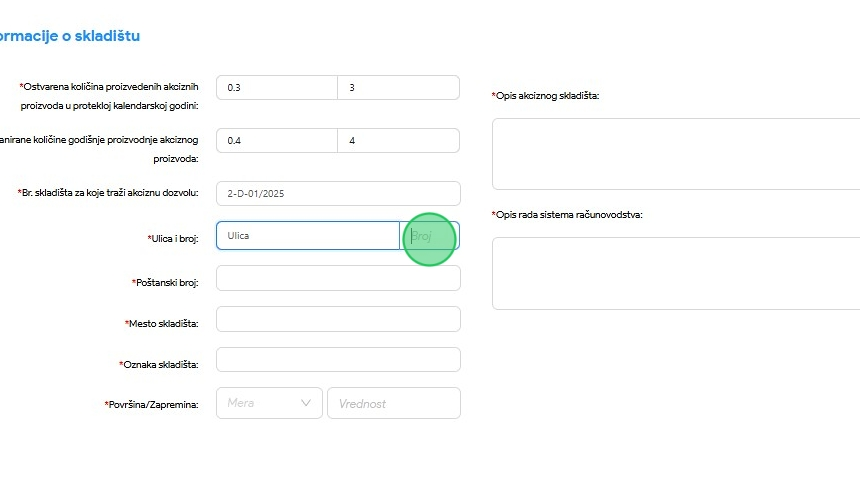 ormacije o skladištu
*Ostvarena količina proizvedenih akciznih
proizvoda u protekloj kalendarskoj godini:
0.3
3
anirane količine godišnje proizvodnje akciznog
proizvoda:
0.4
4
*Br. skladišta za koje traži akciznu dozvolu:
2-D-01/2025
*Ulica i broj:
Ulica
Broj
*Poštanski broj:
*Mesto skladišta:
*Oznaka skladišta:
*Površina/Zapremina:
Mera
Vrednost
*Opis akciznog skladišta:
*Opis rada sistema računovodstva: